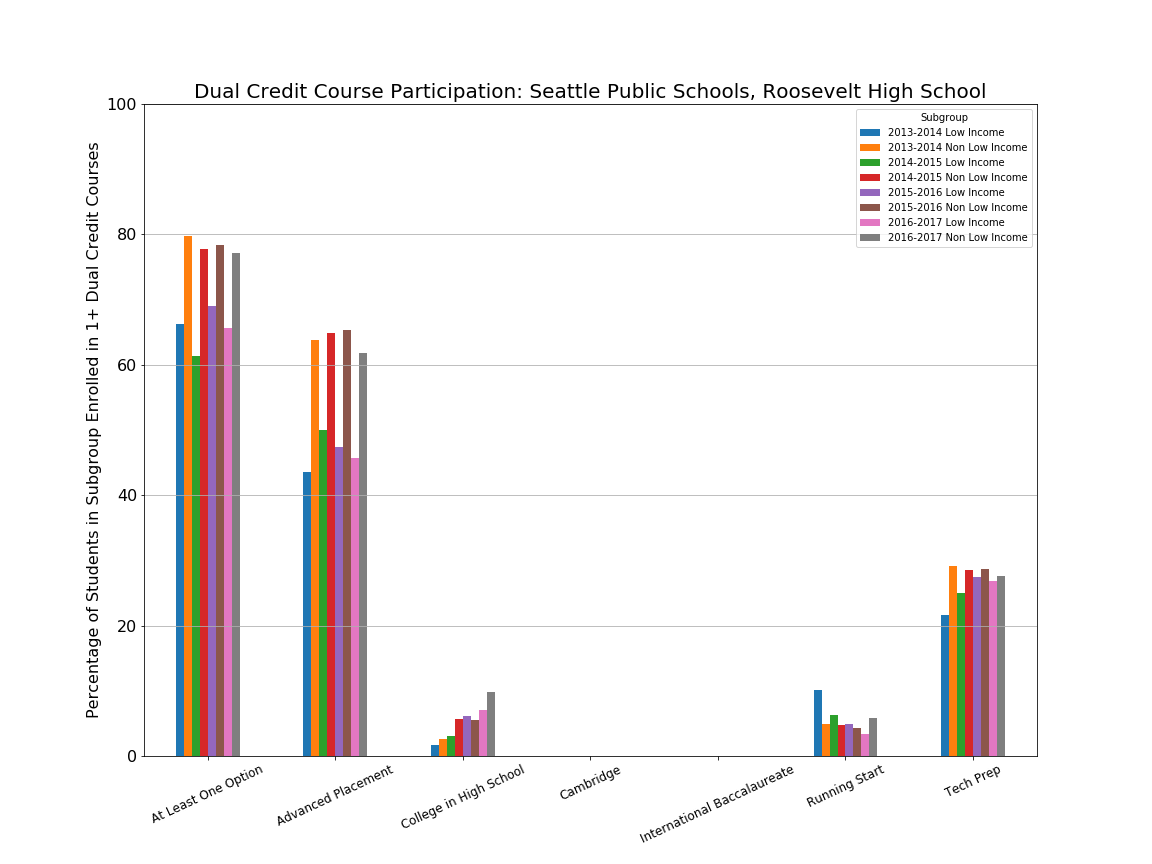 Dual Credit Course Participation: Seattle Public Schools, Roosevelt High School
Percentage of Students in Subgroup Enrolled in 1+ Dual Credit Courses
100
80
60
40
20
0
Subgroup
2013-2014 Low Income
2013-2014 Non Low Income
2014-2015 Low Income
2014-2015 Non Low Income
2015-2016 Low Income
2015-2016 Non Low Income
2016-2017 Low Income
2016-2017 Non Low Income
At Least One Option
Advanced Placement
College in High School
Cambridge
International Baccalaureate
Running Start
Tech Prep